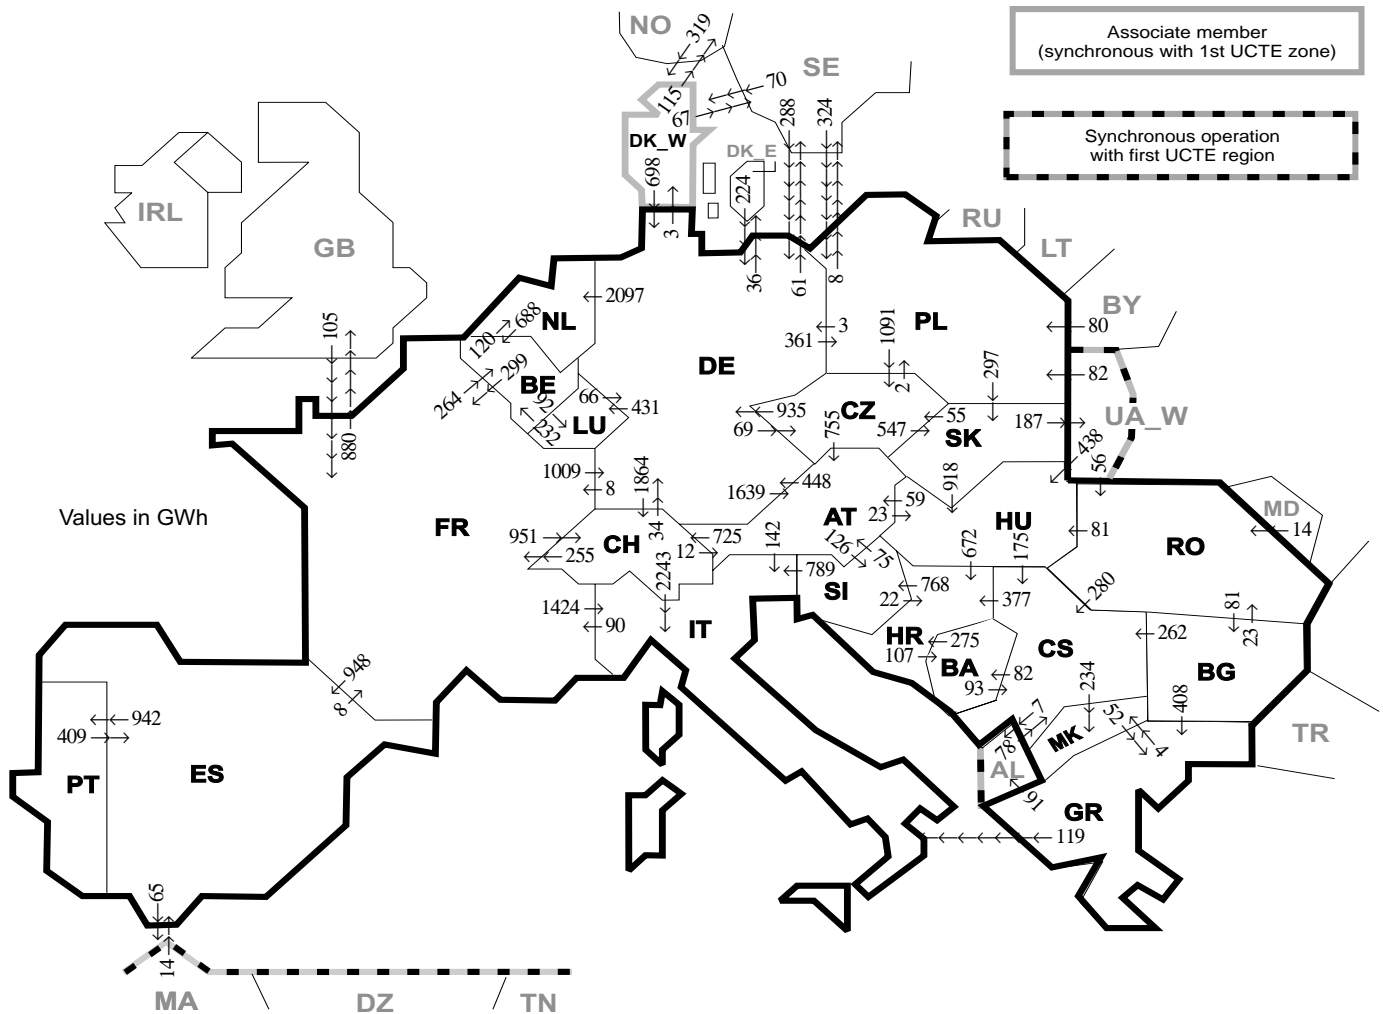 NO
319
Associate member
(synchronous with 1st UCTE zone)
SE
70
115
67
288
324
Synchronous operation
with first UCTE region
DK_W
DK_E
698
224
IRL
GB
3
36
61
8
RU
LT
BY
105
880
2097
688
120
NL
3
361
1091
PL
80
82
DE
2
297
299
264
BE
92
232
LU
66
431
935
69
CZ
755
547
55
SK
187
UA_W
438
56
1009
8
1864
34
448
1639
918
59
23
AT
HU
81
MD
14
RO
Values in GWh
FR
951
255
CH
725
12
142
126
75
672
175
2243
789
SI
768
22
377
280
81
23
1424
90
IT
HR
275
107
BA
82
93
CS
262
BG
234
408
948
8
942
409
PT
ES
7
78
MK
52
4
AL
91
GR
TR
119
65
14
MA
DZ
TN